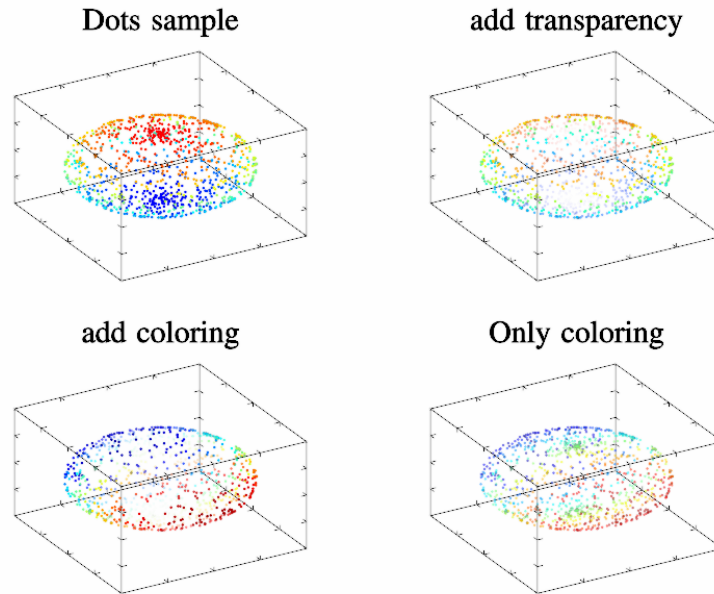 Dots sample
add transparency
add coloring
Only coloring